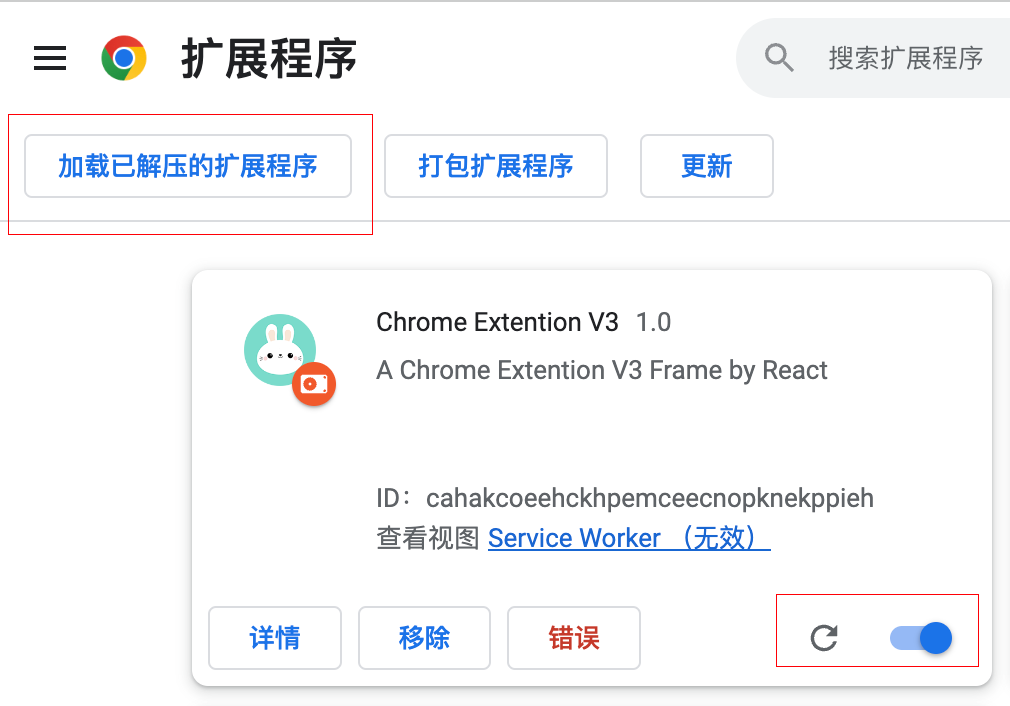 扩展程序
搜索扩展程序
加载已解压的扩展程序
打包扩展程序
更新
Chrome Extention V3 1.0
A Chrome Extention V3 Frame by React
ID：cahakcoeehckhpemceecnopknekppieh
查看视图 Service Worker （无效）
详情
移除
错误